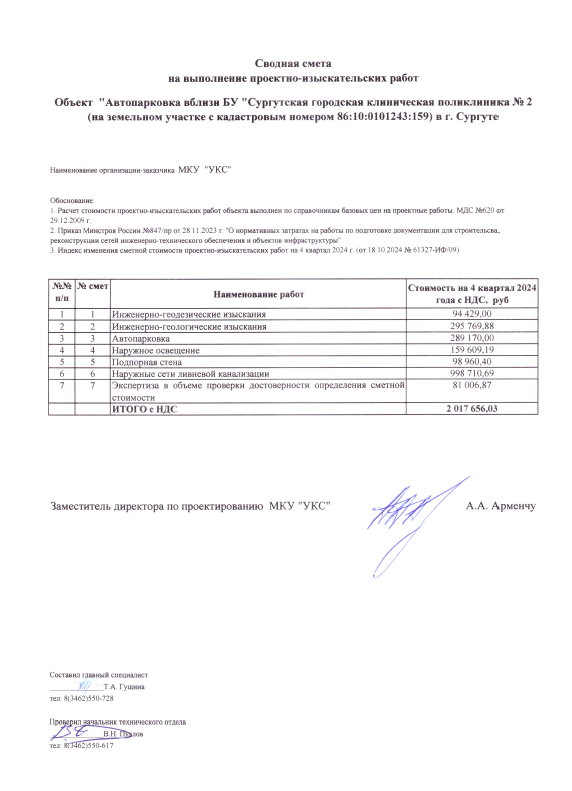 Сводная смета
на выполнение проектно-изыскательских работ
Объект "Автопарковка вблизи БУ "Сургутская городская клиническая поликлиника № 2
(на земельном участке с кадастровым номером 86:10:0101243:159) в г. Сургуте
Наименование организации-заказчика МКУ "УКС"
Обоснование:
1. Расчет стоимости проектно-изыскательских работ объекта выполнен по справочникам базовых цен на проектные работы. МДС №620 от
29.12.2009 г.
2. Приказ Минстроя России №847/пр от 28.11.2023 г. "О нормативных затратах на работы по подготовке документации для строительсва,
реконструкции сетей инженерно-технического обеспечения и объектов инфраструктуры"
3. Индекс изменения сметной стоимости проектно-изыскательских работ на 4 квартал 2024 г. (от 18.10.2024 № 61327-ИФ/09)
№№ п/п № смет Наименование работ Стоимость на 4 квартал 2024 года с НДС, руб
1 1 Инженерно-геодезические изыскания 94 429,00
2 2 Инженерно-геологические изыскания 295 769,88
3 3 Автопарковка 289 170,00
4 4 Наружное освещение 159 609,19
5 5 Подпорная стена 98 960,40
6 6 Наружные сети ливневой канализации 998 710,69
7 7 Экспертиза в объеме проверки достоверности определения сметной
стоимости 81 006,87
ИТОГО с НДС 2 017 656,03
Заместитель директора по проектированию МКУ "УКС" А.А. Арменчу
Составил главный специалист
Т.А. Гущина
тел: 8(3462)550-728
Проверил начальник технического отдела
В.Н.
тел: 8(3462)550-617